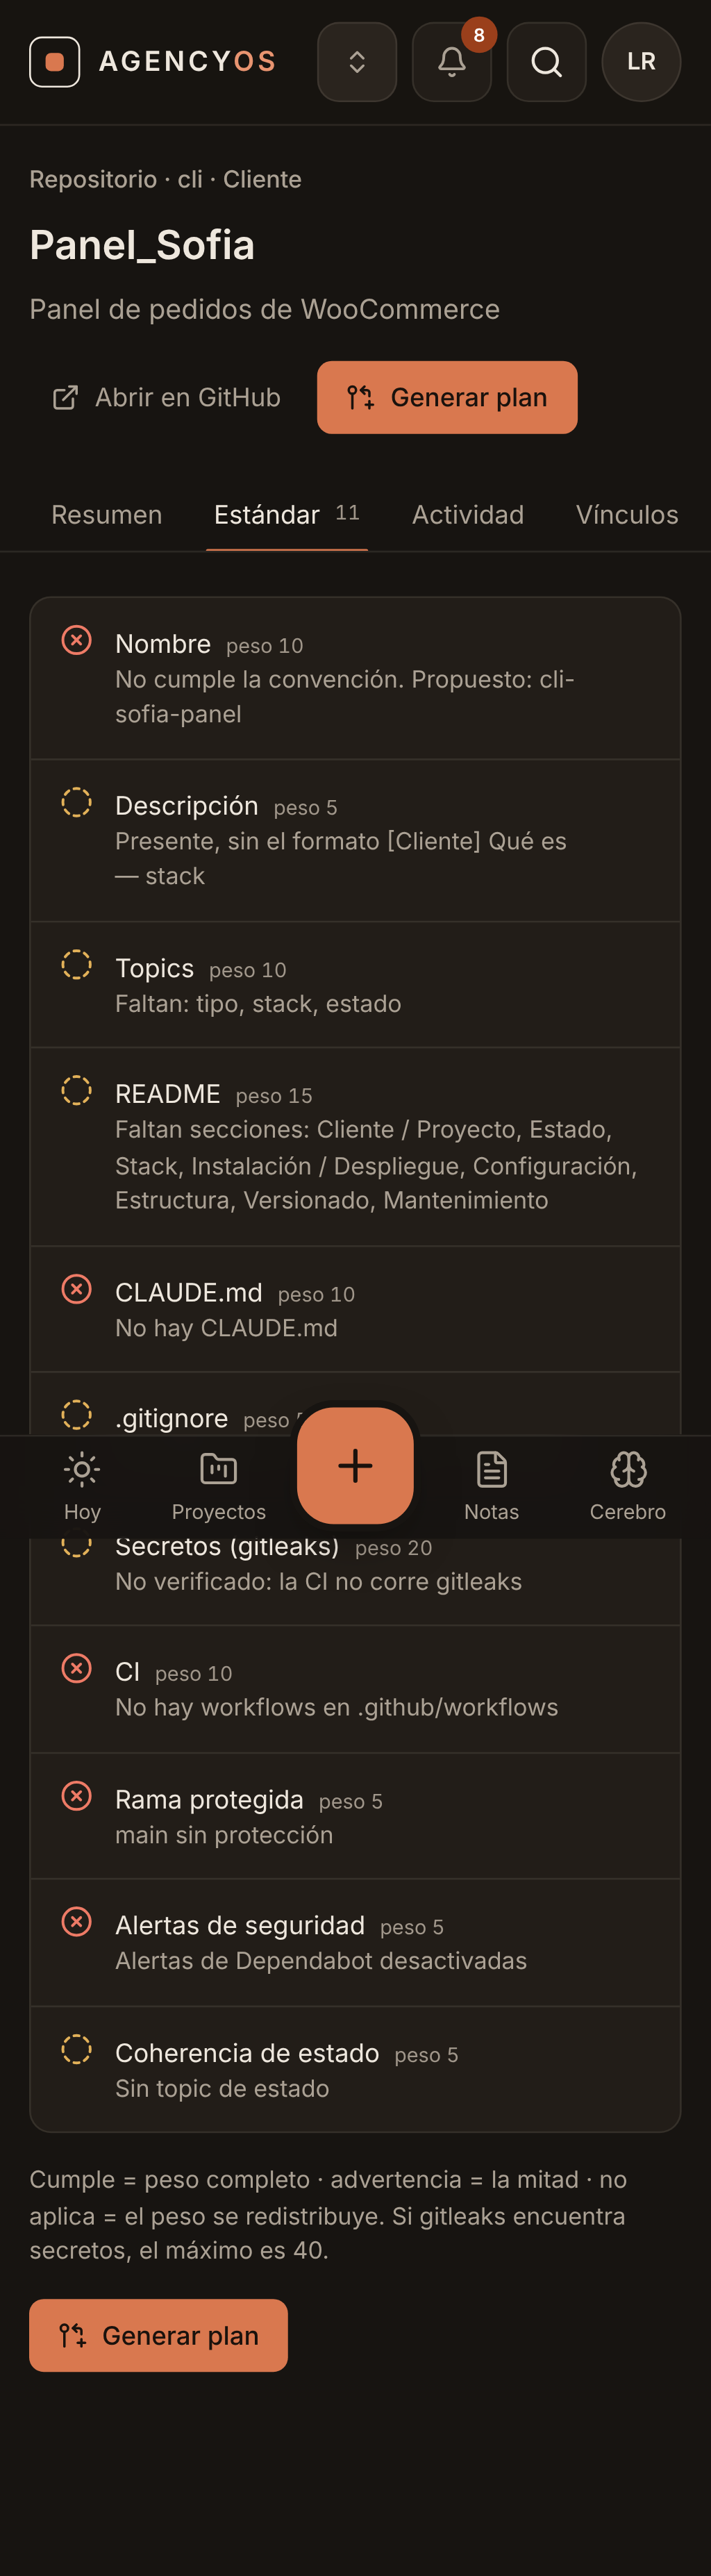 AGENCYOS
8
LR
Repositorio · cli · Cliente
Panel_Sofia
Panel de pedidos de WooCommerce
Abrir en GitHub
Generar plan
Resumen
Estándar 11
Actividad
Vínculos
Nombre peso 10
No cumple la convención. Propuesto: cli-
sofia-panel
Descripción peso 5
Presente, sin el formato [Cliente] Qué es
— stack
Topics peso 10
Faltan: tipo, stack, estado
README peso 15
Faltan secciones: Cliente / Proyecto, Estado,
Stack, Instalación / Despliegue, Configuración,
Estructura, Versionado, Mantenimiento
CLAUDE.md peso 10
No hay CLAUDE.md
.gitignore peso
Hoy
Proyectos
Notas
Cerebro
Secretos (gitleaks) peso 20
No verificado: la CI no corre gitleaks
CI peso 10
No hay workflows en .github/workflows
Rama protegida peso 5
main sin protección
Alertas de seguridad peso 5
Alertas de Dependabot desactivadas
Coherencia de estado peso 5
Sin topic de estado
Cumple = peso completo · advertencia = la mitad · no
aplica = el peso se redistribuye. Si gitleaks encuentra
secretos, el máximo es 40.
Generar plan